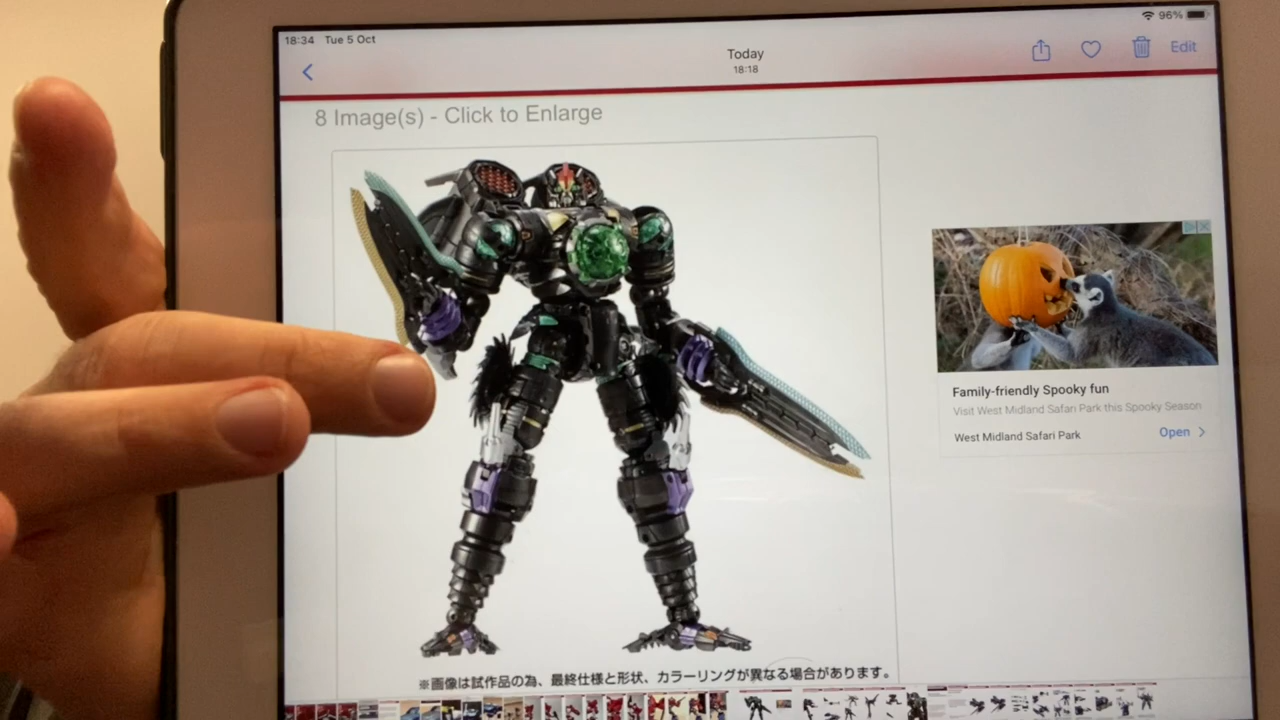 18:34 Tue 5 Oct
96%
Today
18:18
Edit
8 Image(s) - Click to Enlarge
Family-friendly Spooky fun
Visit West Midland Safari Park this Spooky Season
West Midland Safari Park
Open
※画像は試作品の為、最終仕様と形状、カラーリングが異なる場合があります。